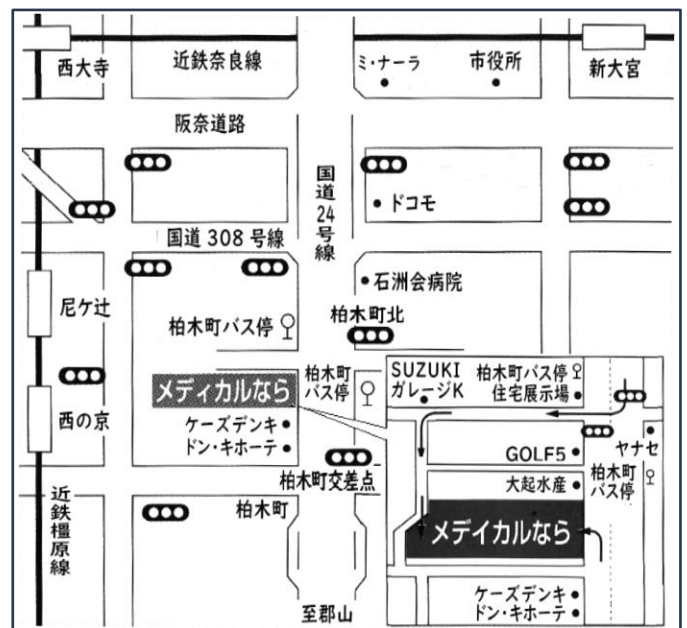 西大寺
近鉄奈良線
ミ・ナーラ
市役所
新大宮
阪奈道路
国道24号線
ドコモ
国道308号線
石洲会病院
尼ケ辻
柏木町バス停
柏木町北
メディカルなら
柏木町
バス停
西の京
ケーズデンキ
ドン・キホーテ
柏木町交差点
近鉄橿原線
柏木町
至郡山
SUZUKI
ガレージK
柏木町バス停
住宅展示場
GOLF5
ヤナセ
大起水産
柏木町
バス停
メデイカルなら
ケーズデンキ
ドン・キホーテ